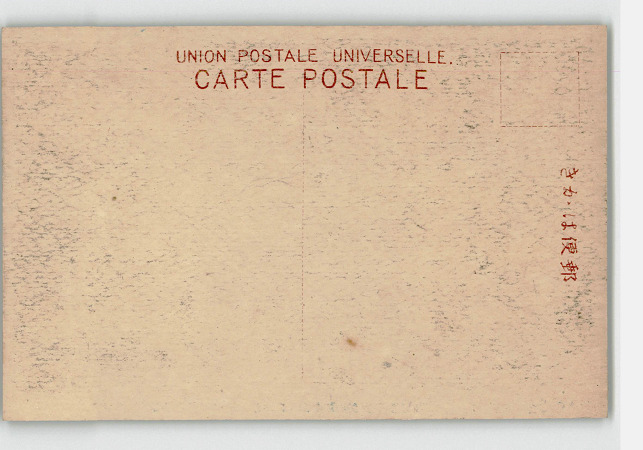 UNION POSTALE UNIVERSELLE.
CARTE POSTALE
郵便はかき